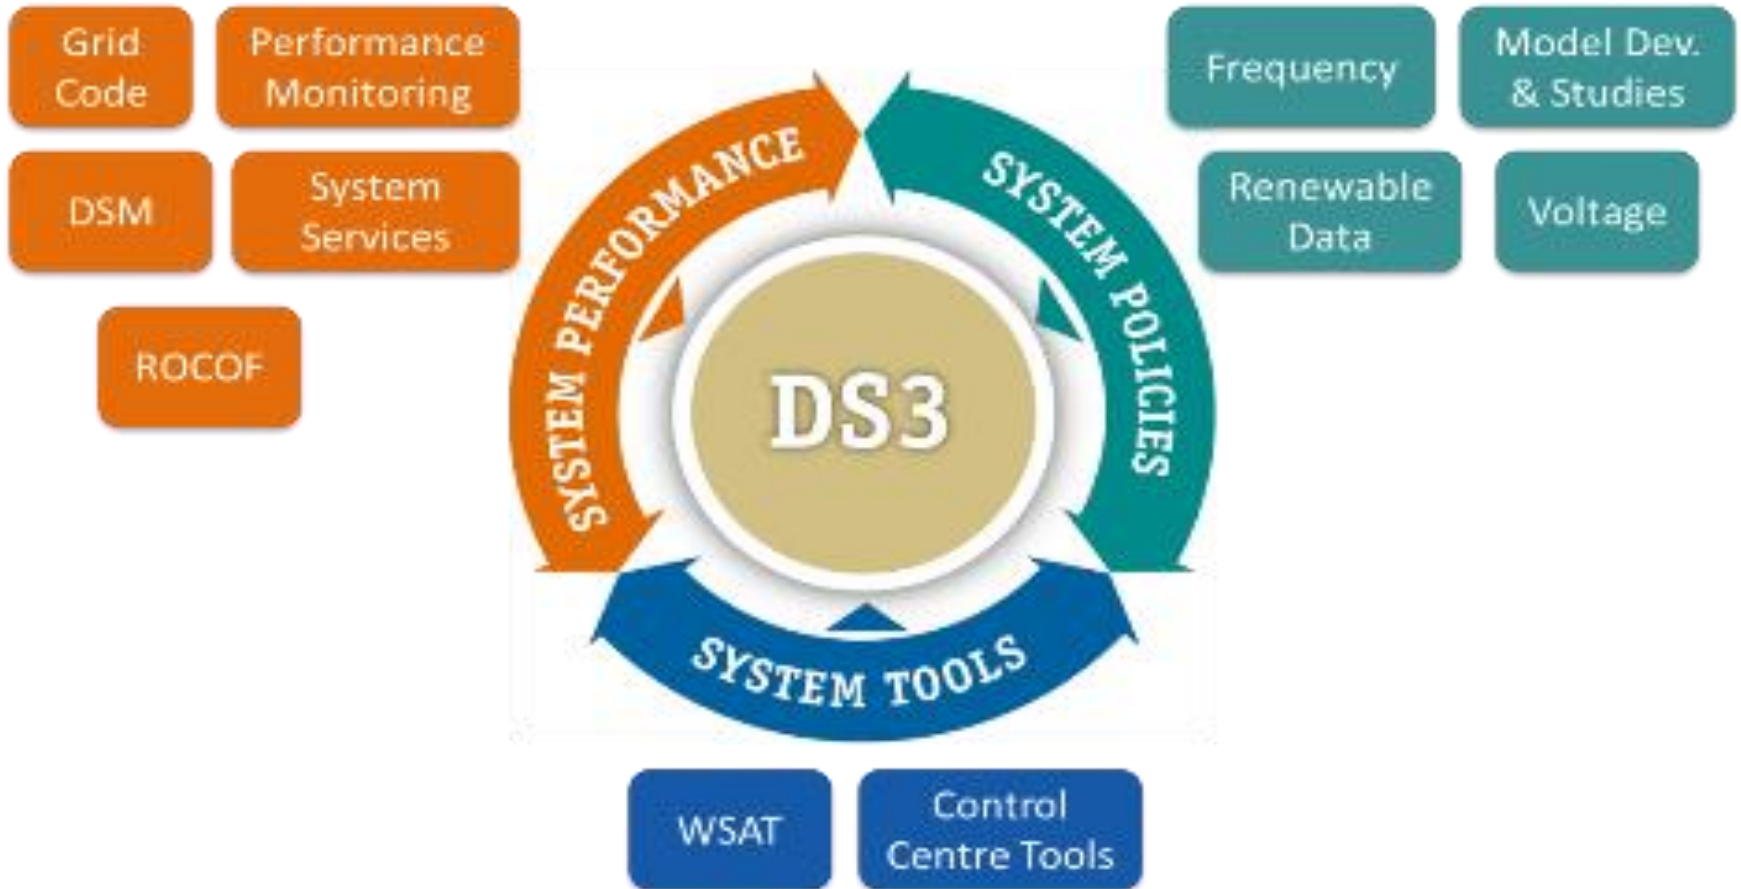 Grid
Code
Performance
Monitoring
DSM
System
Services
ROCOF
Frequency
Model Dev.
& Studies
Renewable
Data
Voltage
SYSTEM PERFORMANCE
SYSTEM POLICIES
DS3
SYSTEM TOOLS
WSAT
Control
Centre Tools